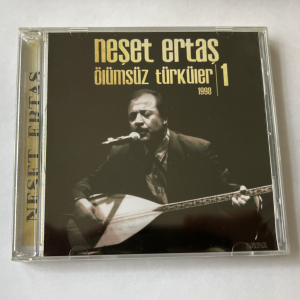 neşet ertaş
ölümsüz türküler 1
1998
NEŞET ERTAŞ